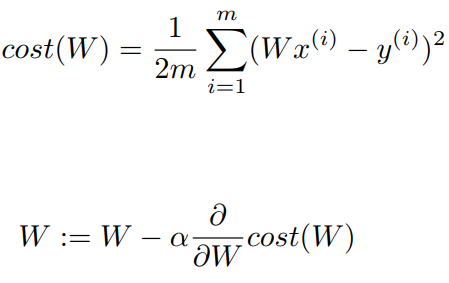 cost(W) = \frac{1}{2m} \sum_{i=1}^{m} (Wx^{(i)} - y^{(i)})^2
W := W - \alpha \frac{\partial}{\partial W} cost(W)